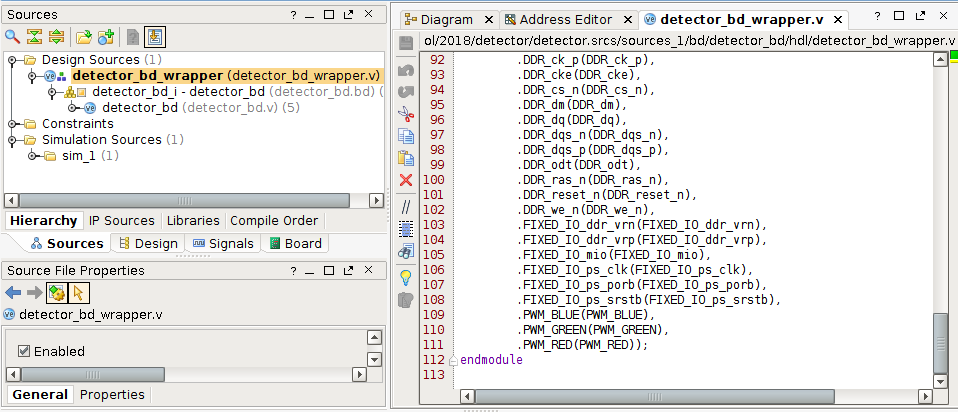 Sources
Design Sources (1)
detector_bd_wrapper (detector_bd_wrapper.v)
detector_bd_i - detector_bd (detector_bd.bd) (
detector_bd (detector_bd.v) (5)
Constraints
Simulation Sources (1)
sim_1 (1)
Hierarchy IP Sources Libraries Compile Order
Sources Design Signals Board
Source File Properties
detector_bd_wrapper.v
Enabled
General Properties
Diagram Address Editor detector_bd_wrapper.v
ol/2018/detector/detector.srcs/sources_1/bd/detector_bd/hdl/detector_bd_wrapper.v
92 .DDR_ck_p(DDR_ck_p),
93 .DDR_cke(DDR_cke),
94 .DDR_cs_n(DDR_cs_n),
95 .DDR_dm(DDR_dm),
96 .DDR_dq(DDR_dq),
97 .DDR_dqs_n(DDR_dqs_n),
98 .DDR_dqs_p(DDR_dqs_p),
99 .DDR_odt(DDR_odt),
100 .DDR_ras_n(DDR_ras_n),
101 .DDR_reset_n(DDR_reset_n),
102 .DDR_we_n(DDR_we_n),
103 .FIXED_IO_ddr_vrn(FIXED_IO_ddr_vrn),
104 .FIXED_IO_ddr_vrp(FIXED_IO_ddr_vrp),
105 .FIXED_IO_mio(FIXED_IO_mio),
106 .FIXED_IO_ps_clk(FIXED_IO_ps_clk),
107 .FIXED_IO_ps_porb(FIXED_IO_ps_porb),
108 .FIXED_IO_ps_srstb(FIXED_IO_ps_srstb),
109 .PWM_BLUE(PWM_BLUE),
110 .PWM_GREEN(PWM_GREEN),
111 .PWM_RED(PWM_RED));
112 endmodule
113